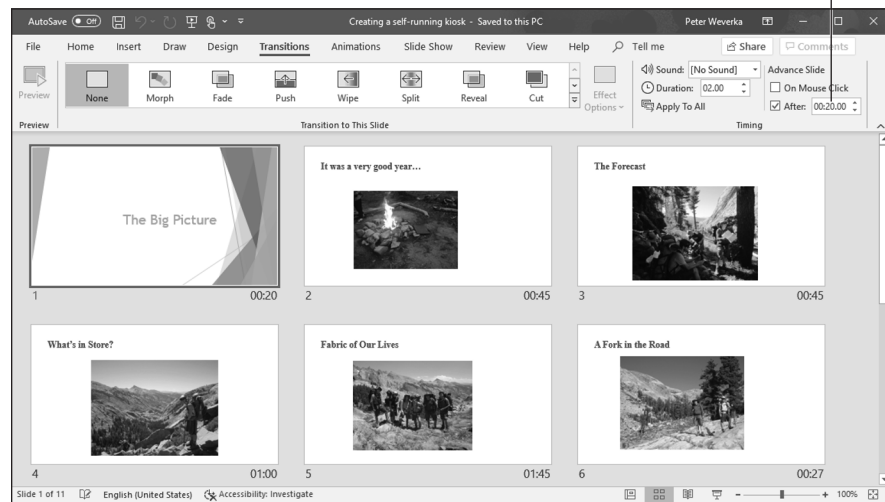 AutoSave Off Creating a self-running kiosk - Saved to this PC Peter Weverka
File Home Insert Draw Design Transitions Animations Slide Show Review View Help Tell me Share Comments
Preview None Morph Fade Push Wipe Split Reveal Cut Effect Options
Sound: [No Sound] Advance Slide
Duration: 02.00 On Mouse Click
Apply To All After: 00:20.00
Preview Transition to This Slide Timing
The Big Picture
1 00:20
It was a very good year...
2 00:45
The Forecast
3 00:45
What's in Store?
4 01:00
Fabric of Our Lives
5 01:45
A Fork in the Road
6 00:27
Slide 1 of 11 English (United States) Accessibility: Investigate 100%